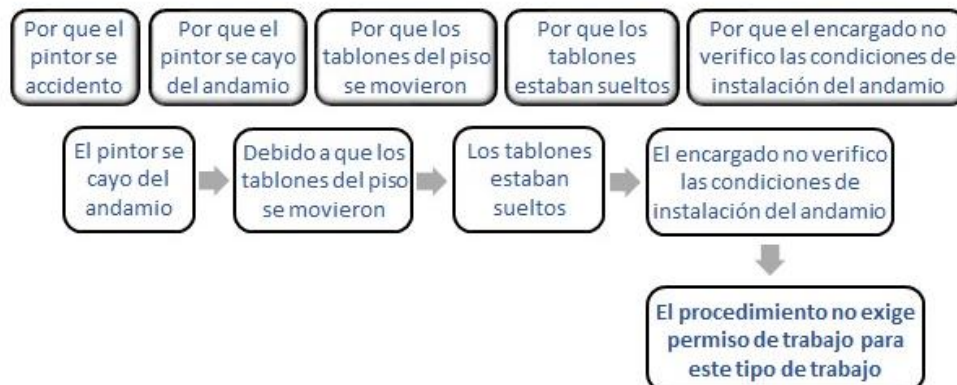 Por que el
pintor se
accidento
Por que el
pintor se cayo
del andamio
Por que los
tablones del piso
se movieron
Por que los
tablones
estaban sueltos
Por que el encargado no
verifico las condiciones de
instalación del andamio
El pintor se
cayo del
andamio
Debido a que los
tablones del piso
se movieron
Los tablones
estaban
sueltos
El encargado no verifico
las condiciones de
instalación del andamio
El procedimiento no exige
permiso de trabajo para
este tipo de trabajo